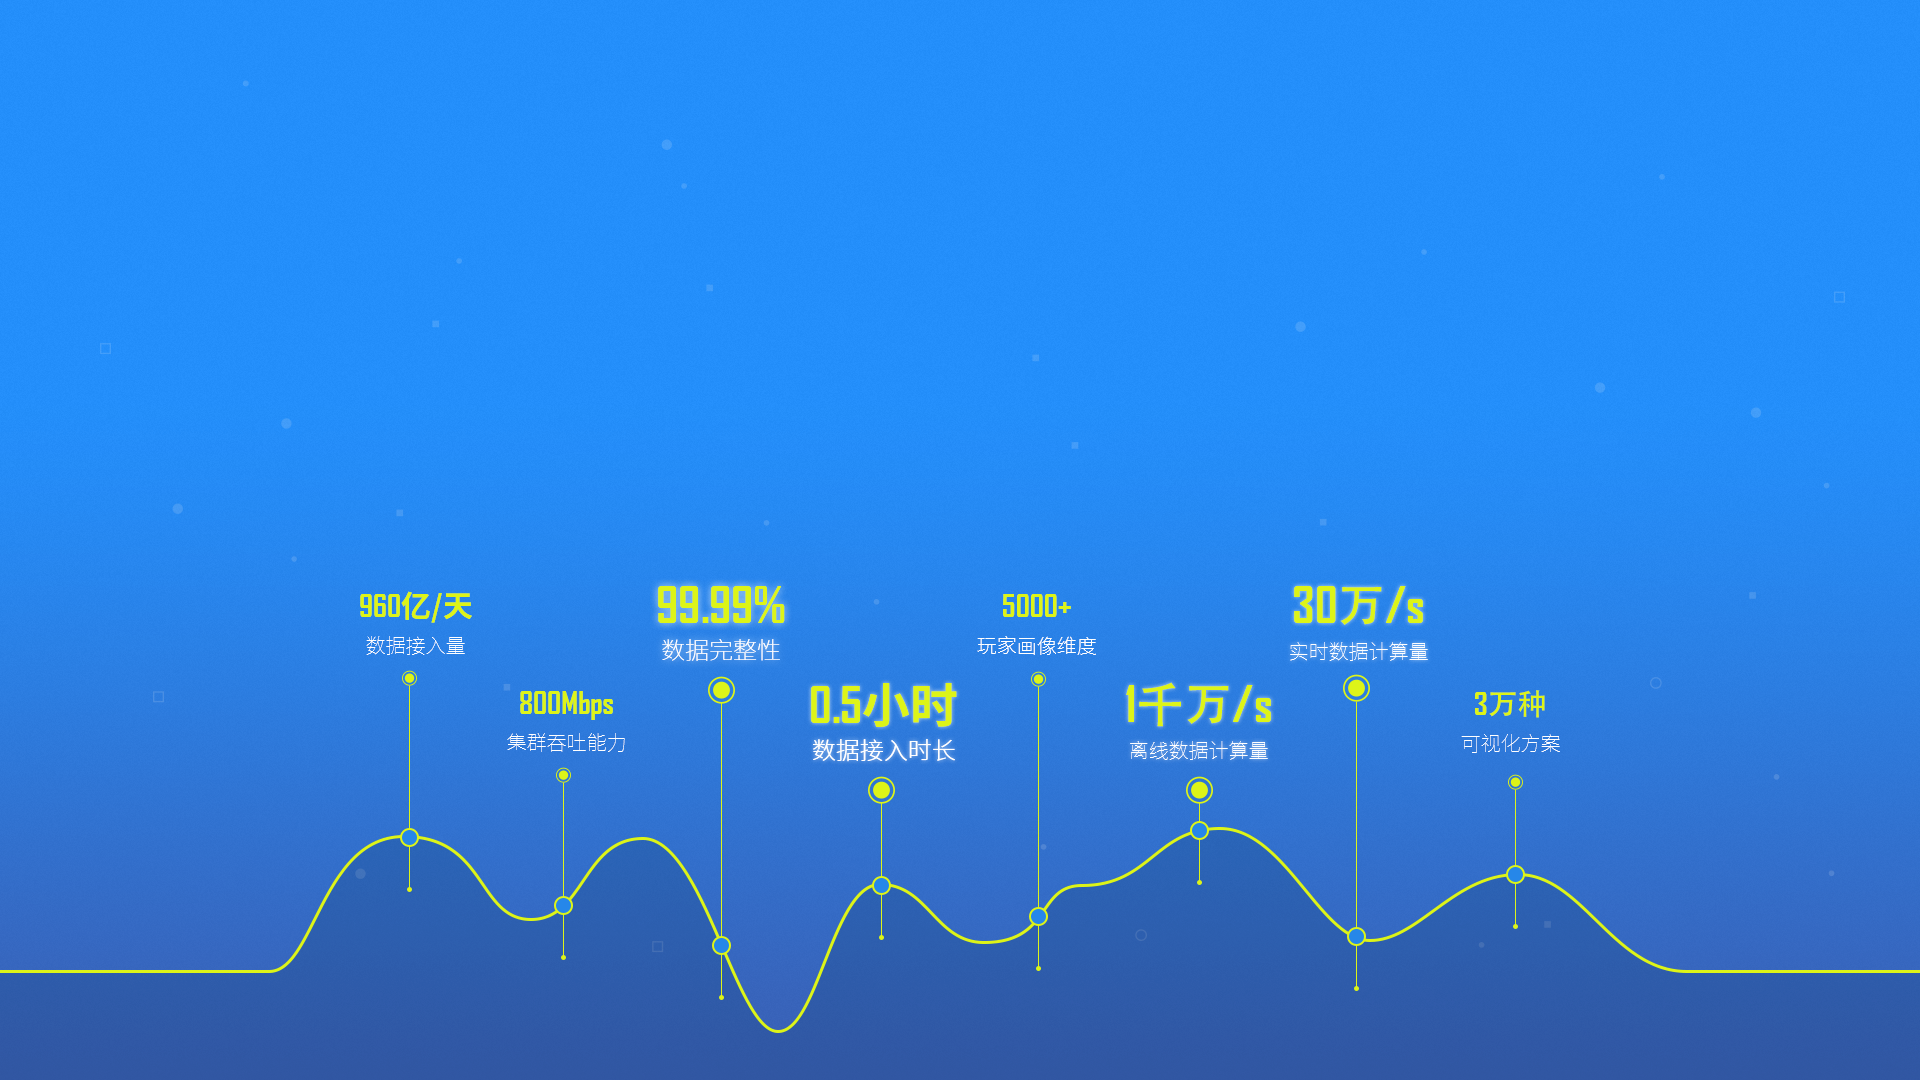 960亿/天
数据接入量
800Mbps
集群吞吐能力
99.99%
数据完整性
0.5小时
数据接入时长
5000+
玩家画像维度
1千万/s
离线数据计算量
30万/s
实时数据计算量
3万种
可视化方案